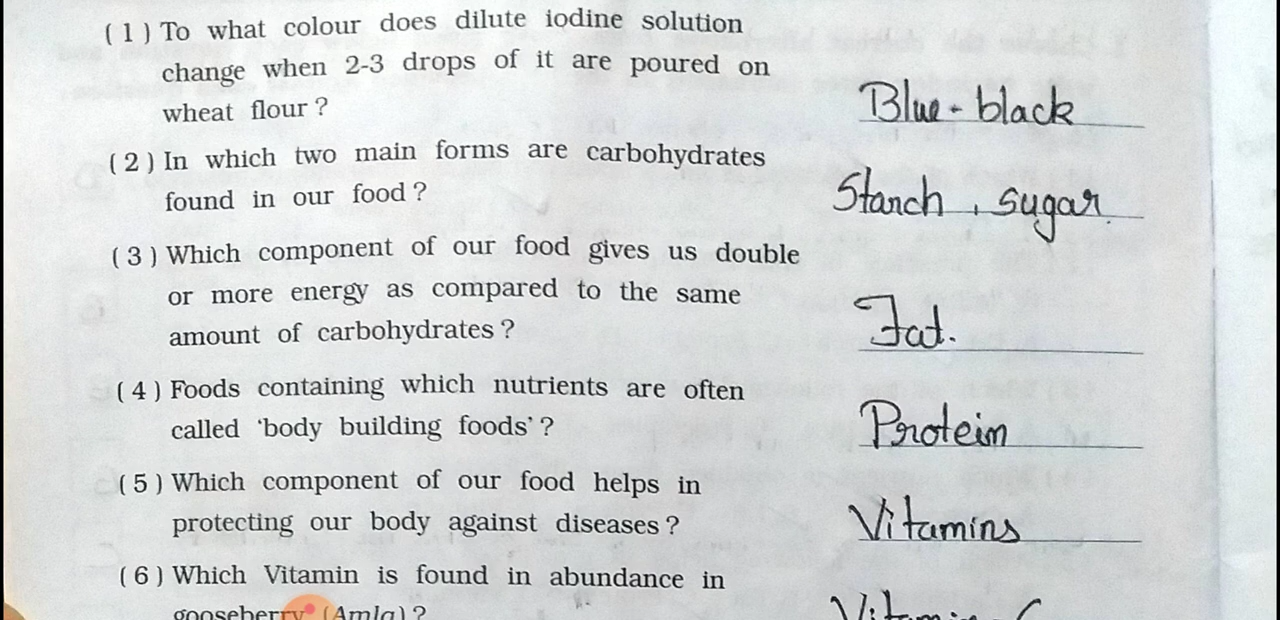 (1) To what colour does dilute iodine solution
change when 2-3 drops of it are poured on
wheat flour ?
Blue-black
(2) In which two main forms are carbohydrates
found in our food ?
Starch, sugar.
(3) Which component of our food gives us double
or more energy as compared to the same
amount of carbohydrates ?
Fat.
(4) Foods containing which nutrients are often
called 'body building foods' ?
Protein
(5) Which component of our food helps in
protecting our body against diseases ?
Vitamins
(6) Which Vitamin is found in abundance in
gooseberry (Amla) ?
Vitamin C